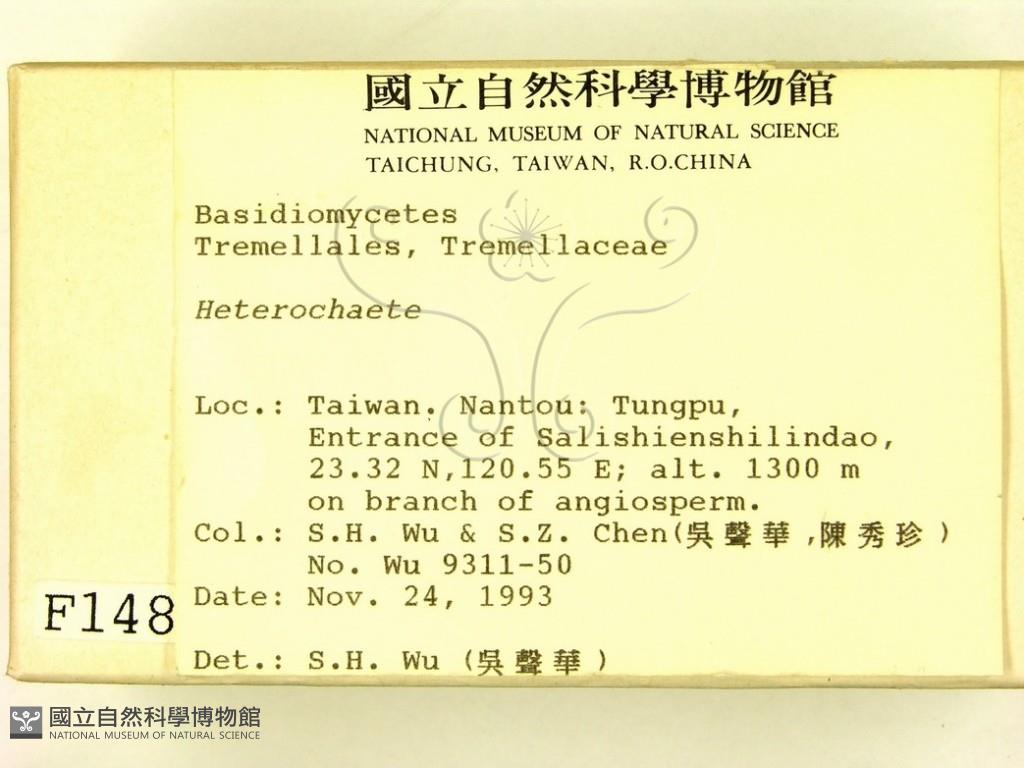 國立自然科學博物館
NATIONAL MUSEUM OF NATURAL SCIENCE
TAICHUNG, TAIWAN, R.O.CHINA
Basidiomycetes
Tremellales, Tremellaceae
Heterochaete
Loc.: Taiwan. Nantou: Tungpu,
Entrance of Salishienshilindao,
23.32 N,120.55 E; alt. 1300 m
on branch of angiosperm.
Col.: S.H. Wu & S.Z. Chen(吳聲華,陳秀珍)
No. Wu 9311-50
Date: Nov. 24, 1993
F148
Det.: S.H. Wu (吳聲華)
國立自然科學博物館
NATIONAL MUSEUM OF NATURAL SCIENCE